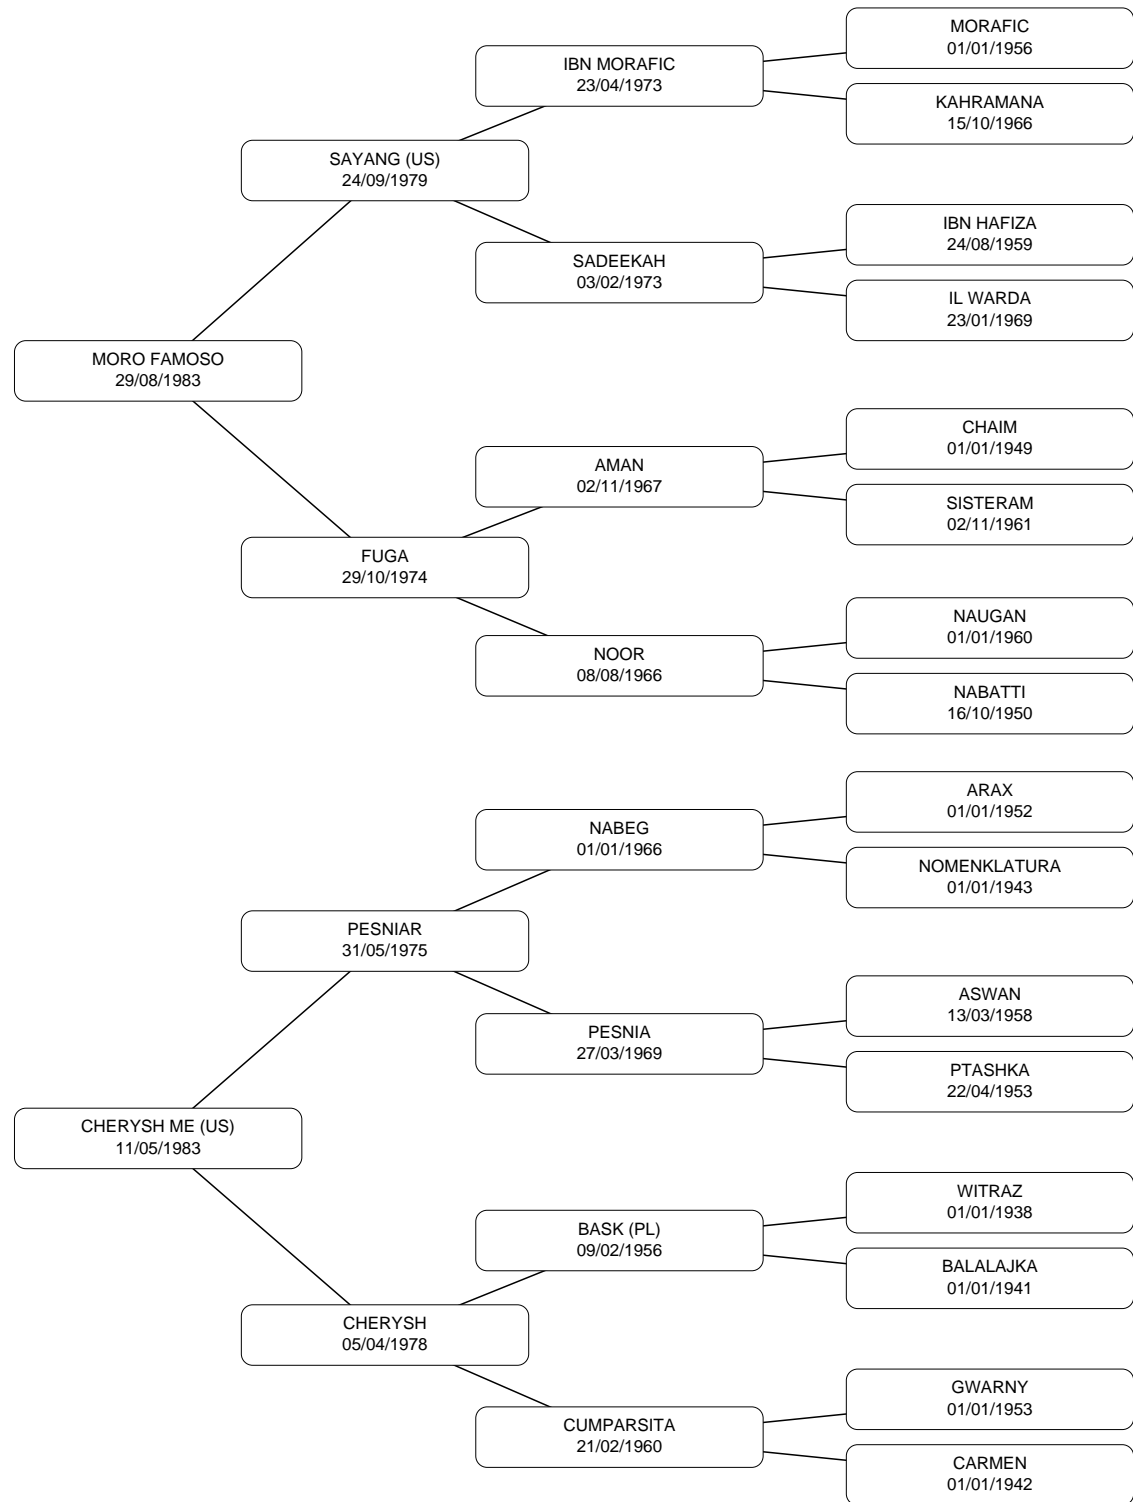 MORAFIC
01/01/1956
IBN MORAFIC
23/04/1973
KAHRAMANA
15/10/1966
SAYANG (US)
24/09/1979
IBN HAFIZA
24/08/1959
SADEEKAH
03/02/1973
IL WARDA
23/01/1969
MORO FAMOSO
29/08/1983
CHAIM
01/01/1949
AMAN
02/11/1967
SISTERAM
02/11/1961
FUGA
29/10/1974
NAUGAN
01/01/1960
NOOR
08/08/1966
NABATTI
16/10/1950
ARAX
01/01/1952
NABEG
01/01/1966
NOMENKLATURA
01/01/1943
PESNIAR
31/05/1975
ASWAN
13/03/1958
PESNIA
27/03/1969
PTASHKA
22/04/1953
CHERYSH ME (US)
11/05/1983
WITRAZ
01/01/1938
BASK (PL)
09/02/1956
BALALAJKA
01/01/1941
CHERYSH
05/04/1978
GWARNY
01/01/1953
CUMPARSITA
21/02/1960
CARMEN
01/01/1942